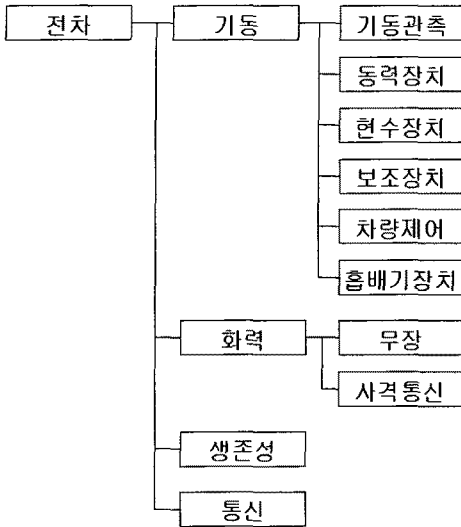 전차
기동
기동관측
동력장치
현수장치
보조장치
차량제어
흡배기장치
화력
무장
사격통신
생존성
통신